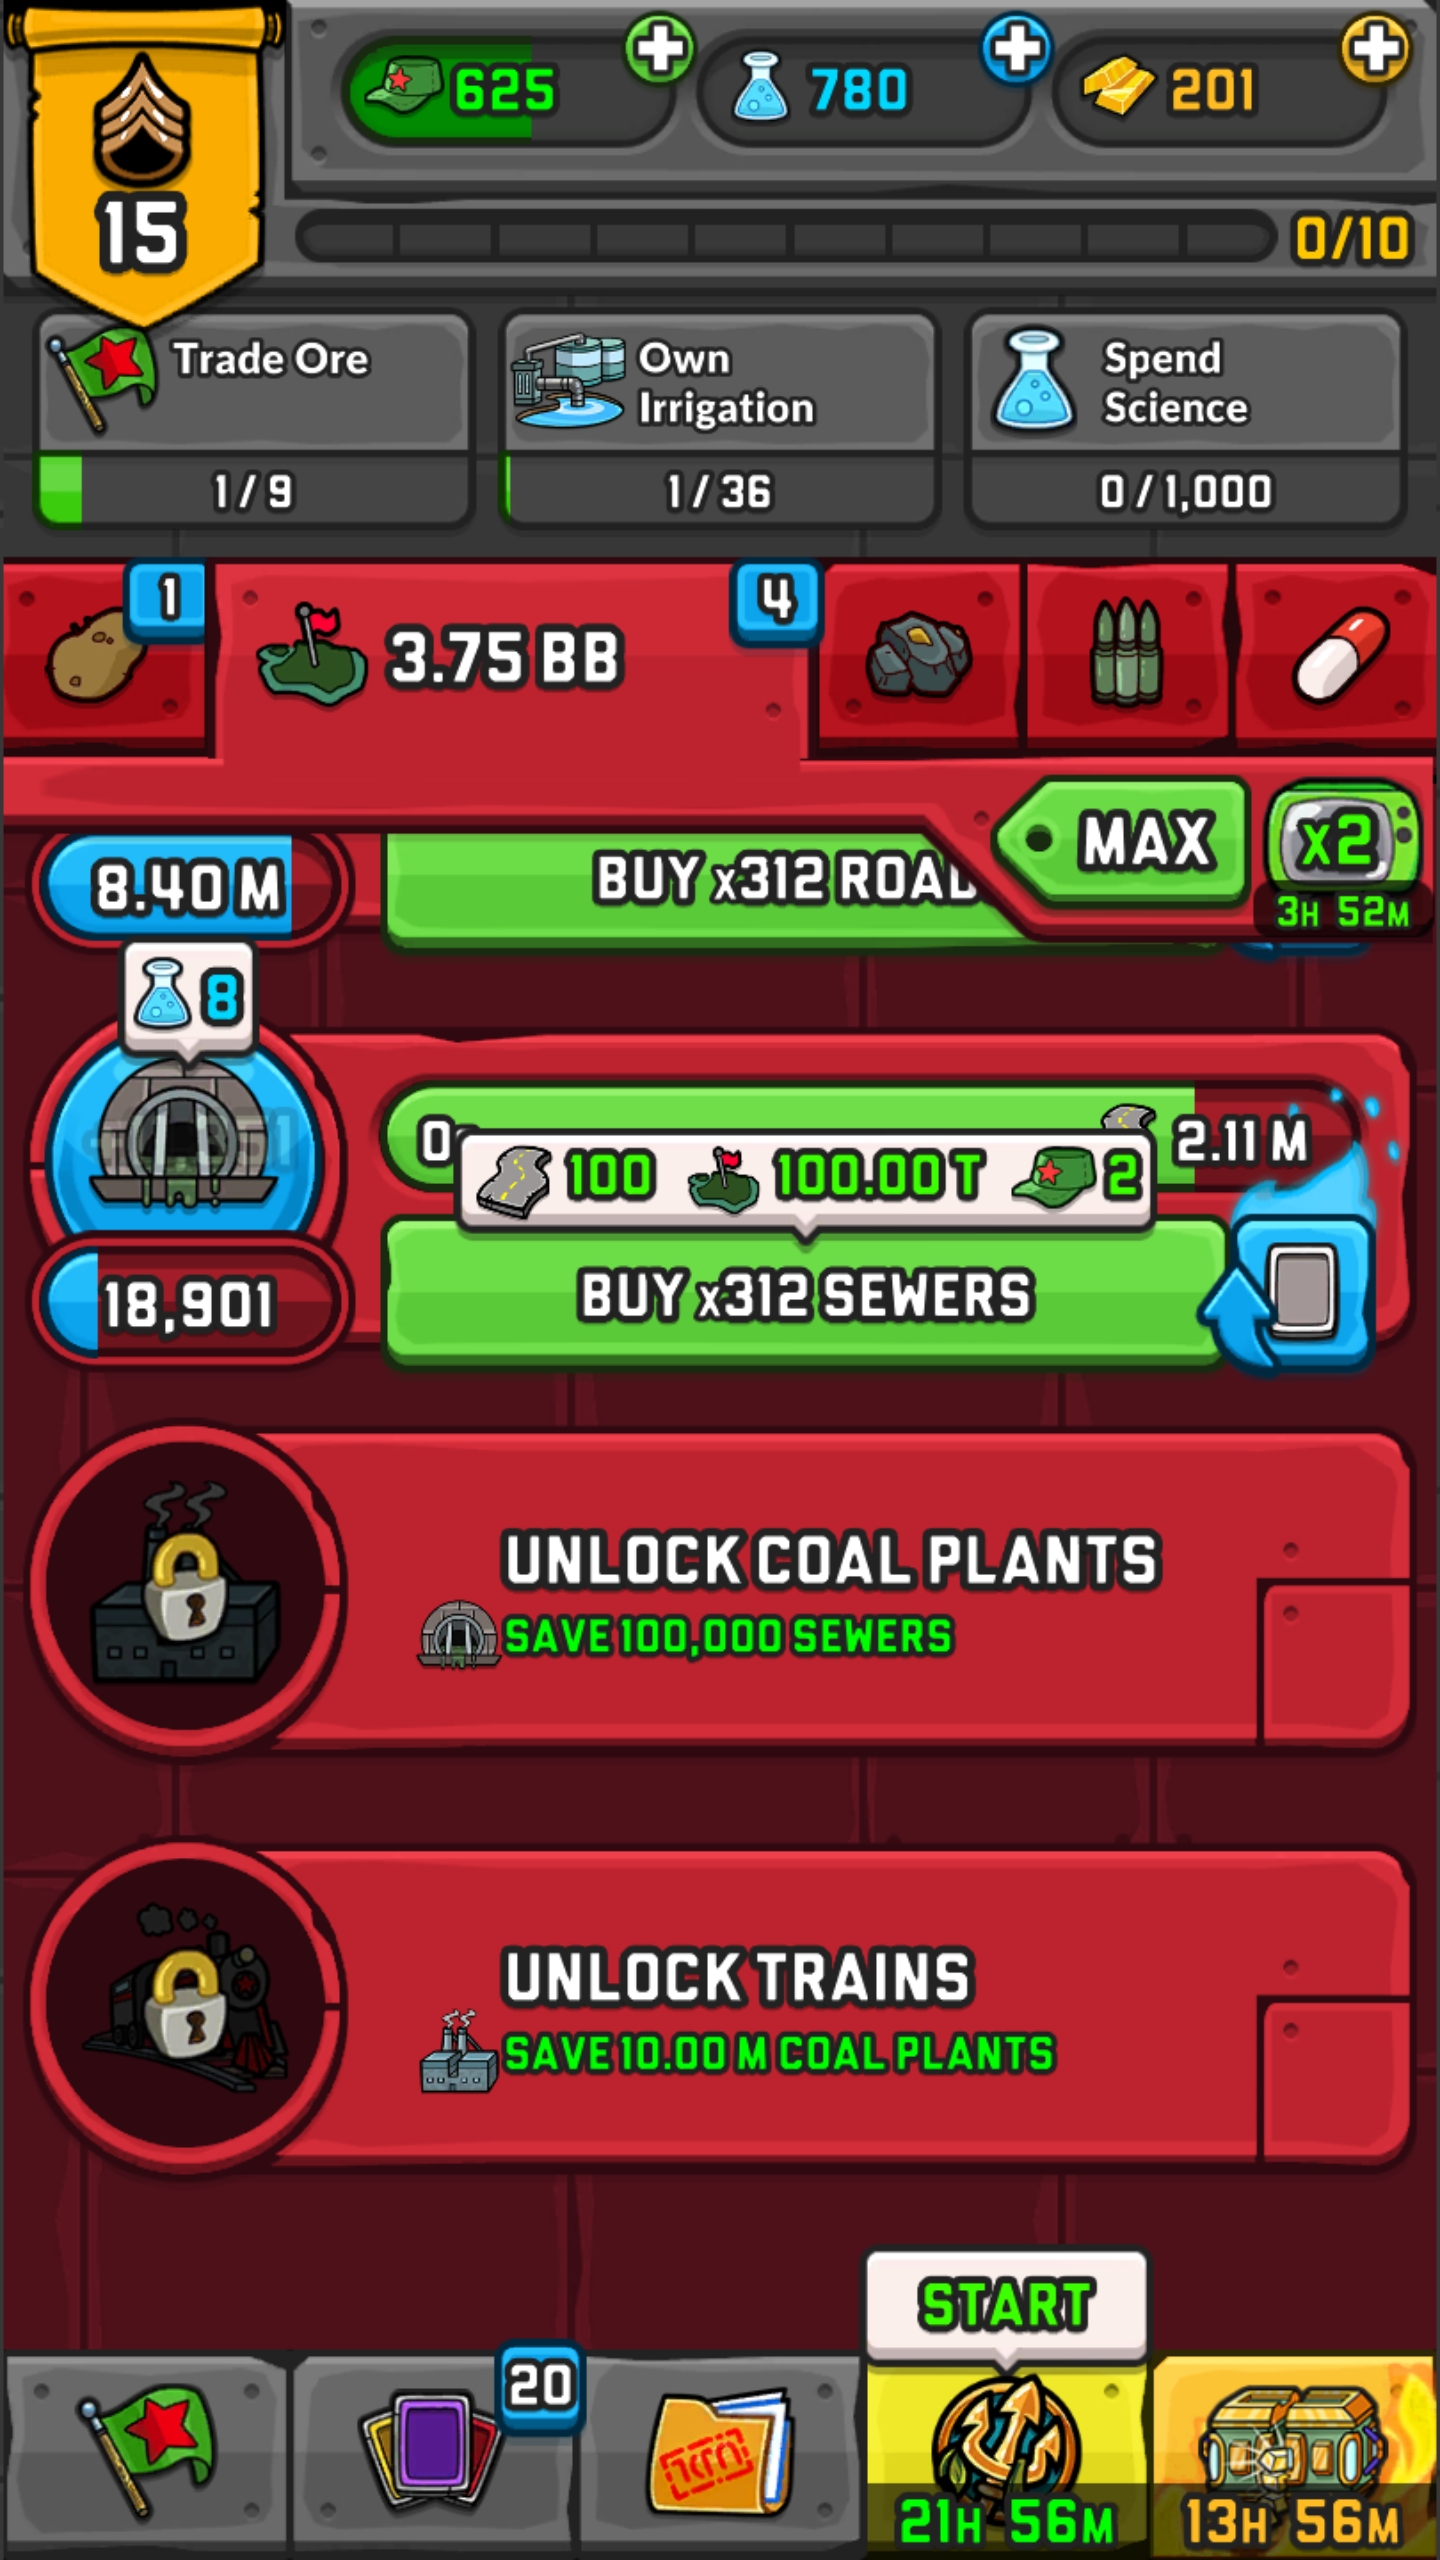 625
780
201
15
0/10
Trade Ore
1/9
Own
Irrigation
1/36
Spend
Science
0/1,000
1
3.75 BB
4
MAX
x2
3H 52M
8.40 M
BUY x312 ROAD
8
2.11 M
100
100.00 T
2
18,901
BUY x312 SEWERS
UNLOCK COAL PLANTS
SAVE 100,000 SEWERS
UNLOCK TRAINS
SAVE 10.00 M COAL PLANTS
START
20
21H 56M
13H 56M